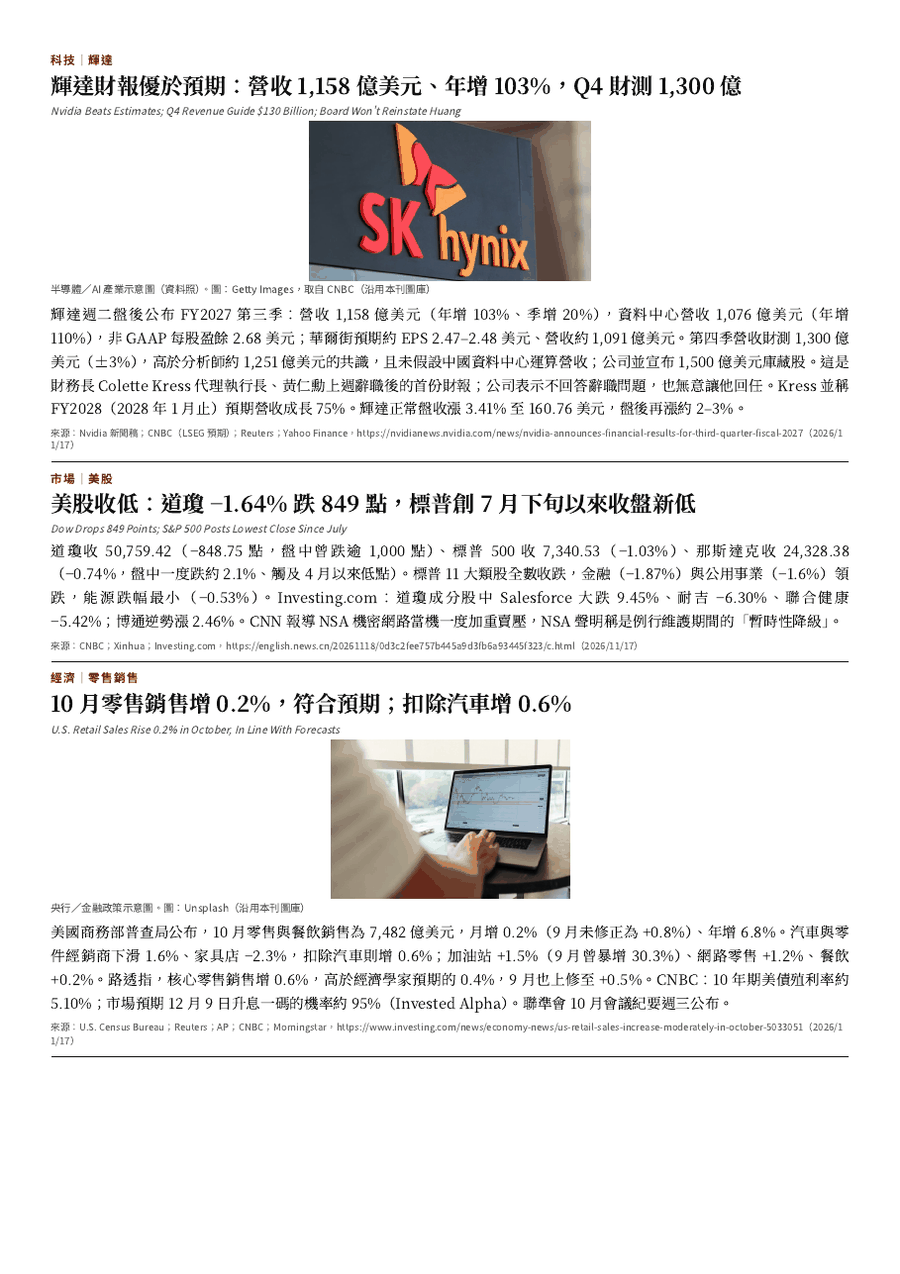 科技｜輝達
輝達財報優於預期：營收 1,158 億美元、年增 103%，Q4 財測 1,300 億
Nvidia Beats Estimates; Q4 Revenue Guide $130 Billion; Board Won't Reinstate Huang
SK hynix
半導體／AI 產業示意圖（資料照）。圖：Getty Images，取自 CNBC（沿用本刊圖庫）
輝達週二盤後公布 FY2027 第三季：營收 1,158 億美元（年增 103%、季增 20%），資料中心營收 1,076 億美元（年增
110%），非 GAAP 每股盈餘 2.68 美元；華爾街預期約 EPS 2.47–2.48 美元、營收約 1,091 億美元。第四季營收財測 1,300 億
美元（±3%），高於分析師約 1,251 億美元的共識，且未假設中國資料中心運算營收；公司並宣布 1,500 億美元庫藏股。這是
財務長 Colette Kress 代理執行長、黃仁勳上週辭職後的首份財報；公司表示不回答辭職問題，也無意讓他回任。Kress 並稱
FY2028（2028 年 1 月止）預期營收成長 75%。輝達正常盤收漲 3.41% 至 160.76 美元，盤後再漲約 2–3%。
來源：Nvidia 新聞稿；CNBC（LSEG 預期）；Reuters；Yahoo Finance，https://nvidianews.nvidia.com/news/nvidia-announces-financial-results-for-third-quarter-fiscal-2027（2026/1
1/17）
市場｜美股
美股收低：道瓊 −1.64% 跌 849 點，標普創 7 月下旬以來收盤新低
Dow Drops 849 Points; S&P 500 Posts Lowest Close Since July
道瓊收 50,759.42（−848.75 點，盤中曾跌逾 1,000 點）、標普 500 收 7,340.53（−1.03%）、那斯達克收 24,328.38
（−0.74%，盤中一度跌約 2.1%、觸及 4 月以來低點）。標普 11 大類股全數收跌，金融（−1.87%）與公用事業（−1.6%）領
跌，能源跌幅最小（−0.53%）。Investing.com：道瓊成分股中 Salesforce 大跌 9.45%、耐吉 −6.30%、聯合健康
−5.42%；博通逆勢漲 2.46%。CNN 報導 NSA 機密網路當機一度加重賣壓，NSA 聲明稱是例行維護期間的「暫時性降級」。
來源：CNBC；Xinhua；Investing.com，https://english.news.cn/20261118/0d3c2fee757b445a9d3fb6a93445f323/c.html（2026/11/17）
經濟｜零售銷售
10 月零售銷售增 0.2%，符合預期；扣除汽車增 0.6%
U.S. Retail Sales Rise 0.2% in October, In Line With Forecasts
央行／金融政策示意圖。圖：Unsplash（沿用本刊圖庫）
美國商務部普查局公布，10 月零售與餐飲銷售為 7,482 億美元，月增 0.2%（9 月未修正為 +0.8%）、年增 6.8%。汽車與零
件經銷商下滑 1.6%、家具店 −2.3%，扣除汽車則增 0.6%；加油站 +1.5%（9 月曾暴增 30.3%）、網路零售 +1.2%、餐飲
+0.2%。路透指，核心零售銷售增 0.6%，高於經濟學家預期的 0.4%，9 月也上修至 +0.5%。CNBC：10 年期美債殖利率約
5.10%；市場預期 12 月 9 日升息一碼的機率約 95%（Invested Alpha）。聯準會 10 月會議紀要週三公布。
來源：U.S. Census Bureau；Reuters；AP；CNBC；Morningstar，https://www.investing.com/news/economy-news/us-retail-sales-increase-moderately-in-october-5033051（2026/1
1/17）